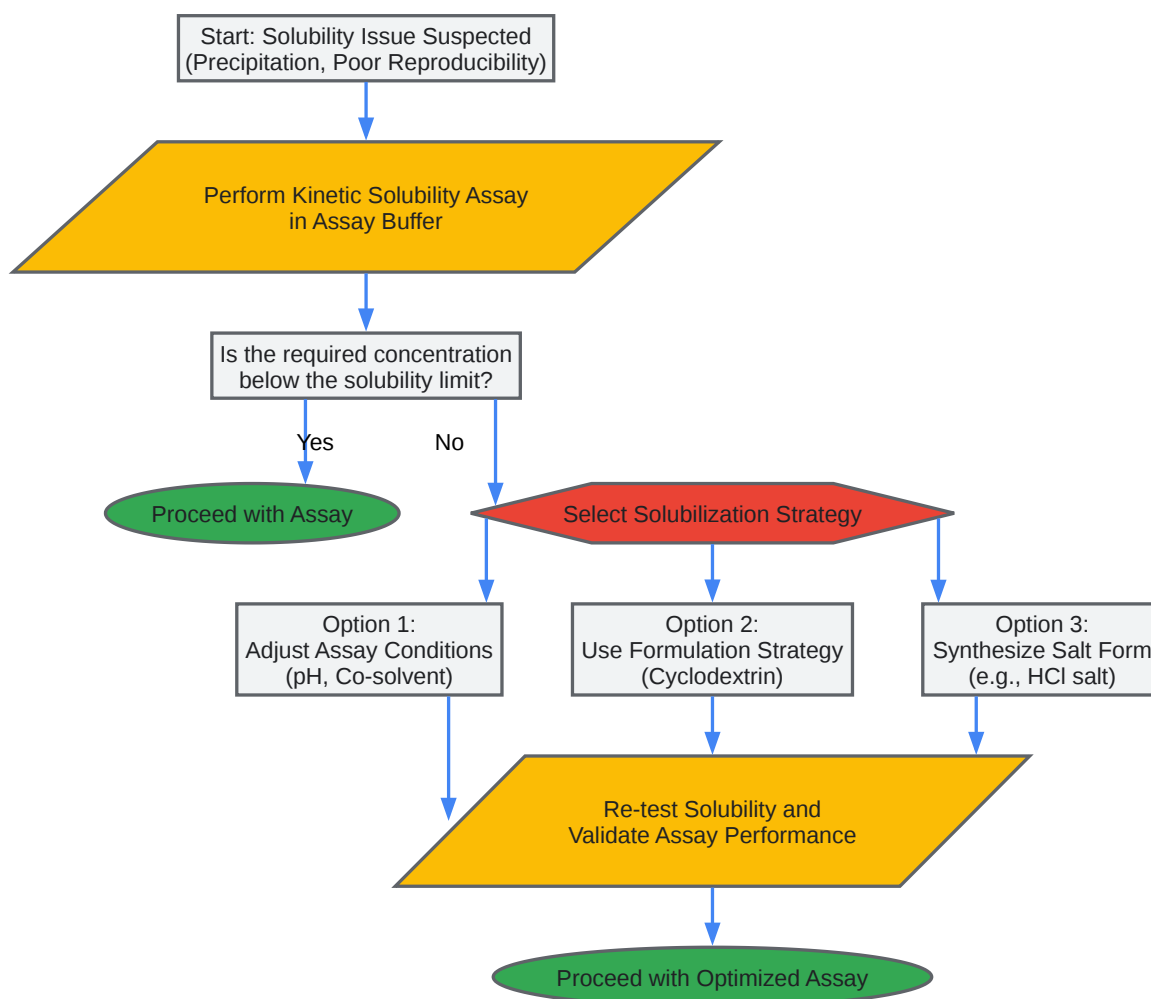 Start: Solubility Issue Suspected
(Precipitation, Poor Reproducibility)
Perform Kinetic Solubility Assay
in Assay Buffer
Is the required concentration
below the solubility limit?
Yes
No
Proceed with Assay
Select Solubilization Strategy
Option 1:
Adjust Assay Conditions
(pH, Co-solvent)
Option 2:
Use Formulation Strategy
(Cyclodextrin)
Option 3:
Synthesize Salt Form
(e.g., HCl salt)
Re-test Solubility and
Validate Assay Performance
Proceed with Optimized Assay